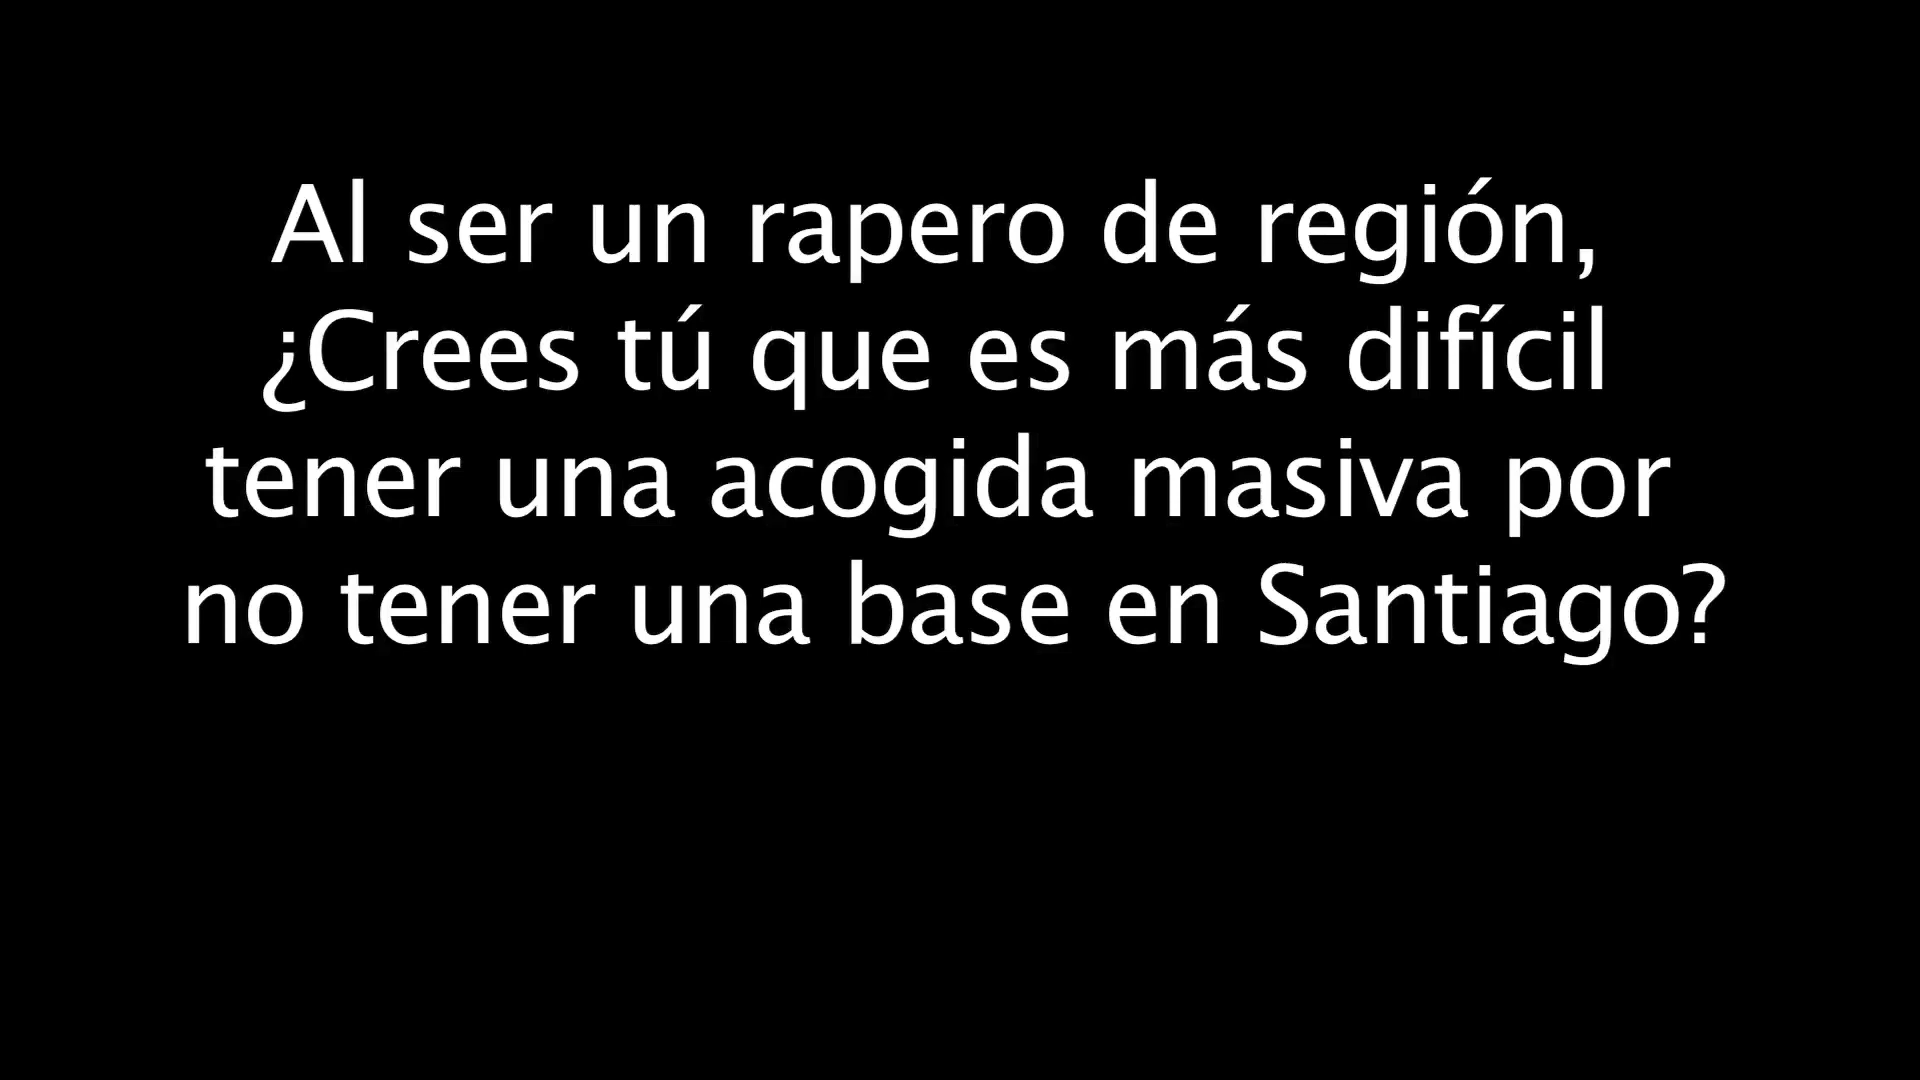 Al ser un rapero de región,
¿Crees tú que es más difícil
tener una acogida masiva por
no tener una base en Santiago?